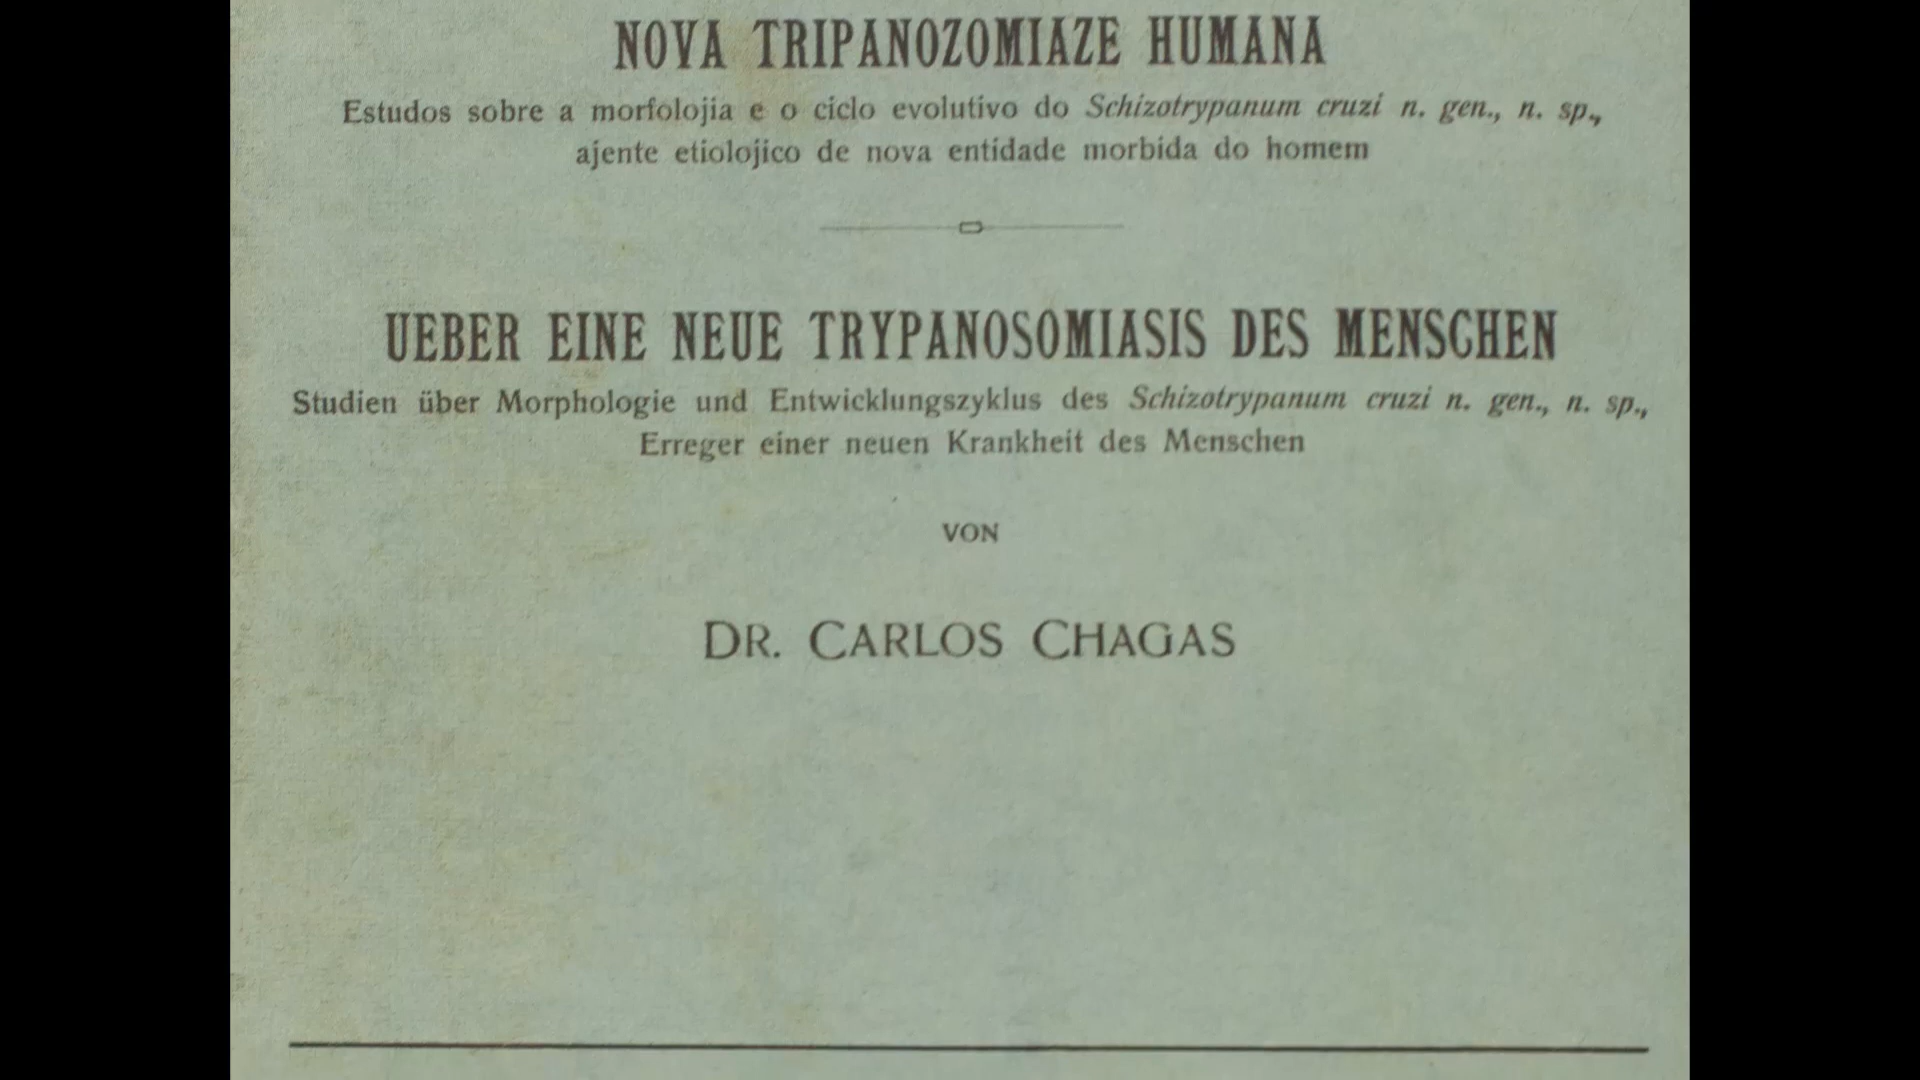 NOVA TRIPANOZOMIAZE HUMANA
Estudos sobre a morfolojia e o ciclo evolutivo do Schizotrypanum cruzi n. gen., n. sp.,
ajente etiolojico de nova entidade morbida do homem
UEBER EINE NEUE TRYPANOSOMIASIS DES MENSCHEN
Studien über Morphologie und Entwicklungszyklus des Schizotrypanum cruzi n. gen., n. sp.,
Erreger einer neuen Krankheit des Menschen
VON
DR. CARLOS CHAGAS